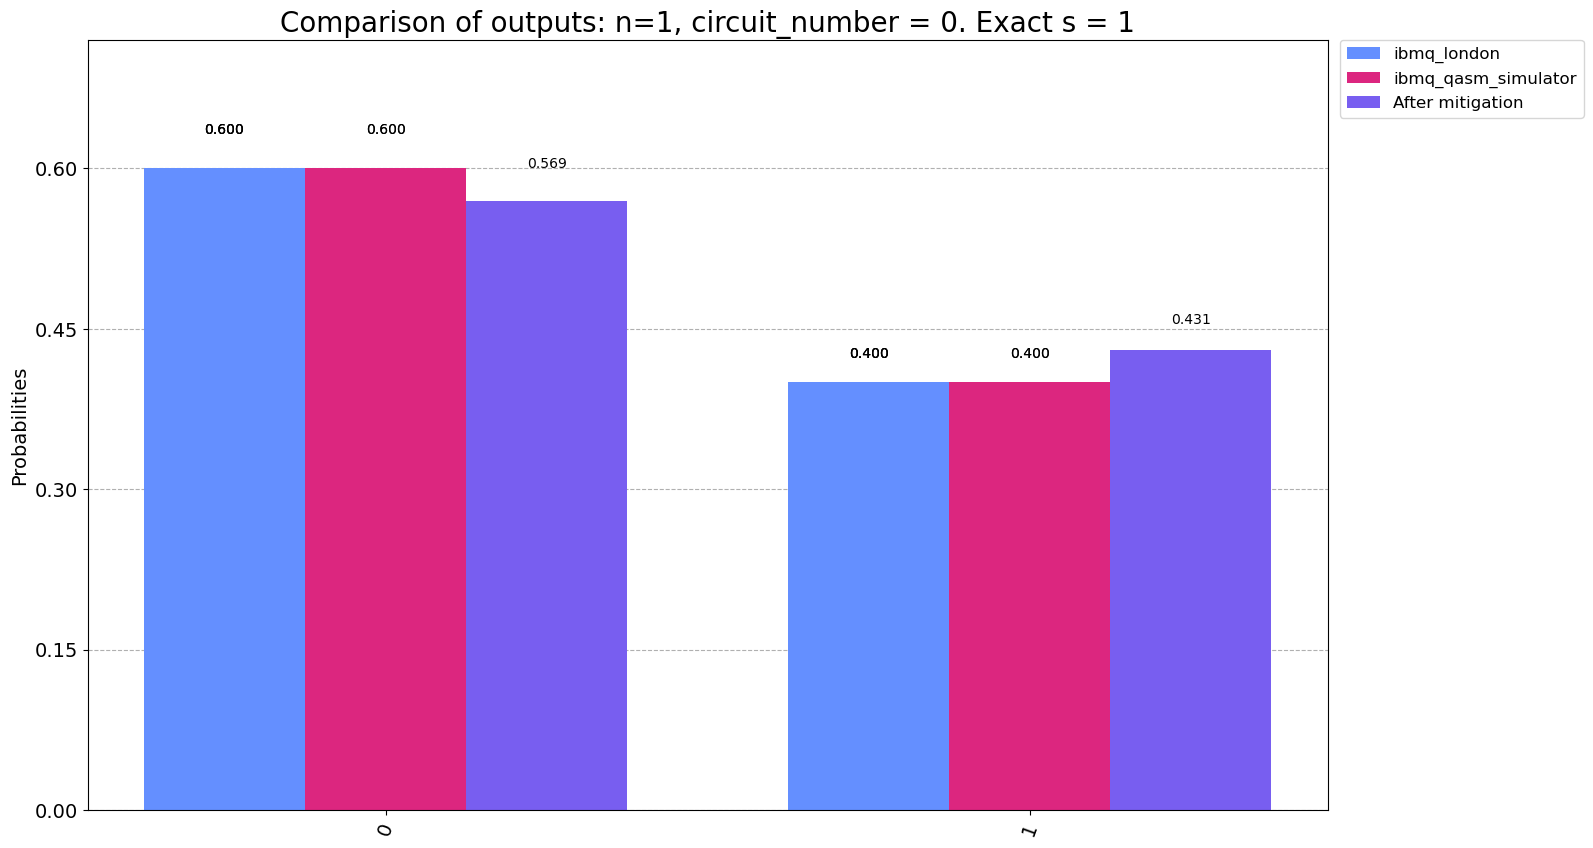 Comparison of outputs: n=1, circuit_number = 0. Exact s = 1
ibmq_london
ibmq_qasm_simulator
After mitigation
Probabilities
0.60
0.45
0.30
0.15
0.00
0.600
0.600
0.569
0.400
0.400
0.431
0
1